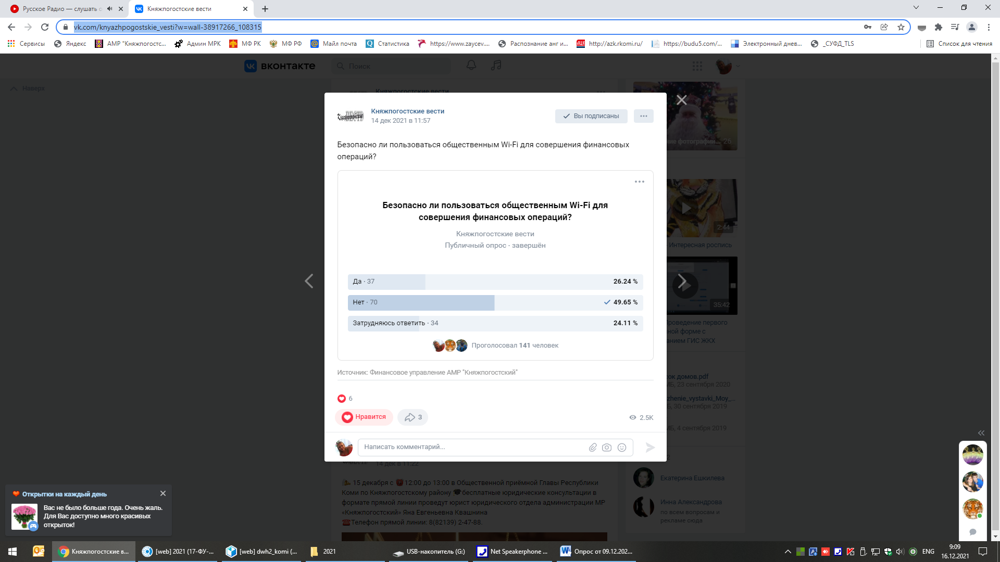 Русское Радио — слушать о
Княжпогостские вести
vk.com/knyazhpogostskie_vesti?w=wall-38917266_108315
Сервисы
Яндекс
АМР "Княжпогостс...
Админ МРК
МФ РК
МФ РФ
Майл почта
Статистика
https://www.zaycev....
Распознание анг и...
http://azk.rkomi.ru/
https://budu5.com/...
Электронный днев...
_СУФД_TLS
Список для чтения
вконтакте
Поиск
Наверх
Княжпогостские вести
Княжпогостские вести
14 дек 2021 в 11:57
Вы подписаны
Безопасно ли пользоваться общественным Wi-Fi для совершения финансовых
операций?
Безопасно ли пользоваться общественным Wi-Fi для
совершения финансовых операций?
Княжпогостские вести
Публичный опрос · завершён
Да · 37
26.24 %
Нет · 70
49.65 %
Затрудняюсь ответить · 34
24.11 %
Проголосовал 141 человек
Источник: Финансовое управление АМР "Княжпогостский"
6
Нравится
3
2.5K
Написать комментарий...
фотографии... 26
2:44
Интересная роспись
35:42
Проведение первого
ной форме с
анием ГИС ЖКХ
ок домов.pdf
МБ, 23 сентября 2020
zhenie_vystavki_Moy_...
Б, 30 сентября 2019
МБ, 4 сентября 2019
2
Екатерина Ешкилева
Инна Александрова
по всем вопросам и
рекламе сюда
14 дек в 11:22
15 декабря с 12:00 до 13:00 в Общественной приёмной Главы Республики
Коми по Княжпогостскому району бесплатные юридические консультации в
формате прямой линии проведут юрист юридического отдела администрации МР
«Княжпогостский» Яна Евгеньевна Квашнина
Телефон прямой линии: 8(82139) 2-47-88.
Открытки на каждый день
Вас не было больше года. Очень жаль.
Для Вас доступно много красивых
открыток!
Княжпогостские в...
[web] 2021 (17-ФУ-...
[web] dwh2_komi (...
2021
USB-накопитель (G:)
Net Speakerphone ...
Опрос от 09.12.202...
ENG
9:09
16.12.2021